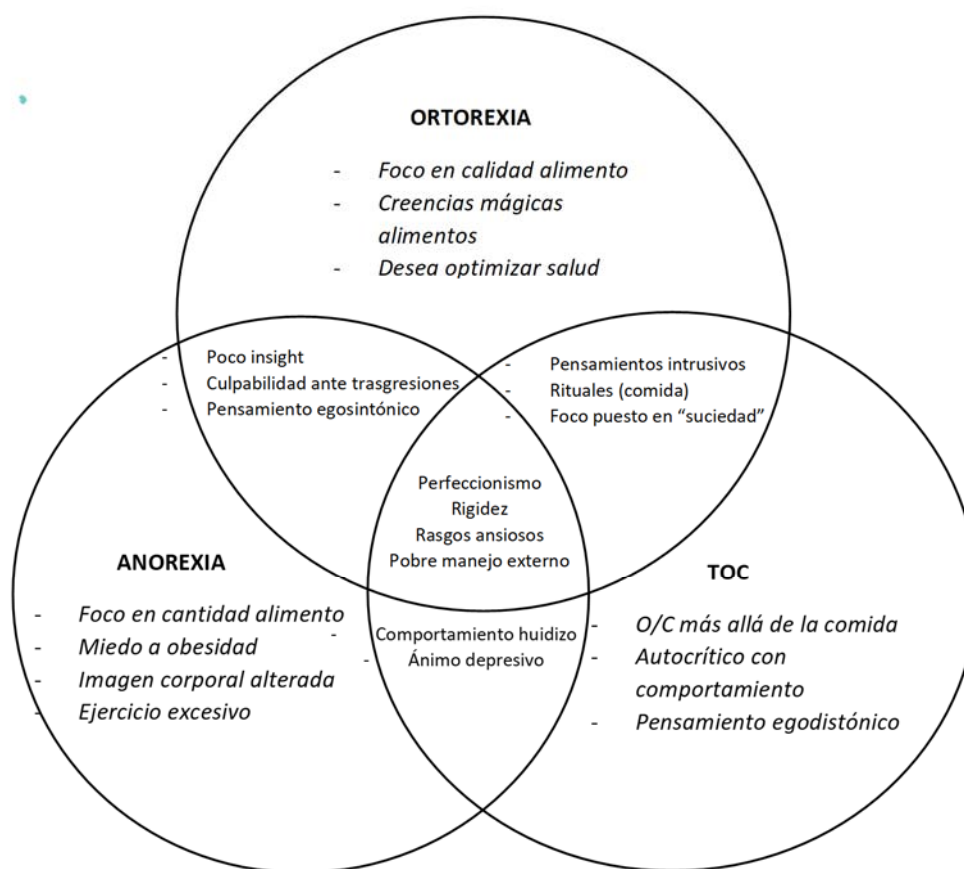 ORTOREXIA
- Foco en calidad alimento
- Creencias mágicas
alimentos
- Desea optimizar salud
- Poco insight
- Culpabilidad ante trasgresiones
- Pensamiento egosintónico
- Pensamientos intrusivos
- Rituales (comida)
- Foco puesto en “suciedad”
Perfeccionismo
Rigidez
Rasgos ansiosos
Pobre manejo externo
ANOREXIA
- Foco en cantidad alimento
- Miedo a obesidad
- Imagen corporal alterada
- Ejercicio excesivo
- Comportamiento huidizo
- Ánimo depresivo
TOC
- O/C más allá de la comida
- Autocrítico con
comportamiento
- Pensamiento egodistónico